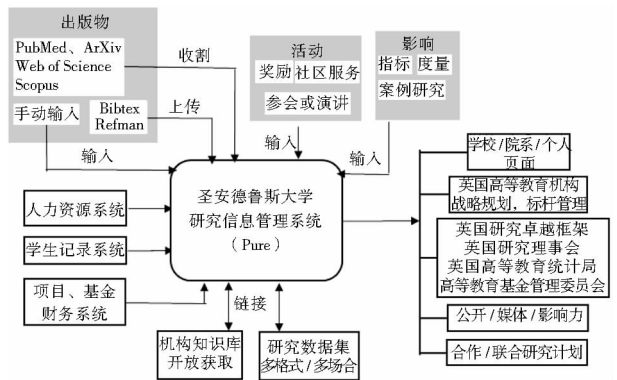 出版物
PubMed、ArXiv
Web of Science
Scopus
手动输入
Bibtex
Refman
收割
上传
输入
活动
奖励 社区服务
参会或演讲
输入
影响
指标 度量
案例研究
输入
人力资源系统
学生记录系统
项目、基金
财务系统
圣安德鲁斯大学
研究信息管理系统
(Pure)
链接
机构知识库
开放获取
研究数据集
多格式/多场合
学校/院系/个人
页面
英国高等教育机构
战略规划，标杆管理
英国研究卓越框架
英国研究理事会
英国高等教育统计局
高等教育基金管理委员会
公开/媒体/影响力
合作/联合研究计划